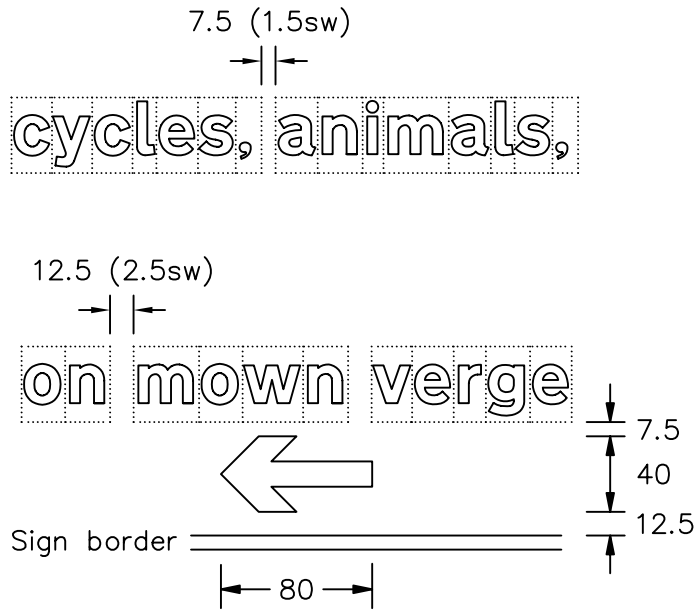 7.5 (1.5sw)
cycles, animals,
12.5 (2.5sw)
on mown verge
7.5
40
12.5
Sign border
80